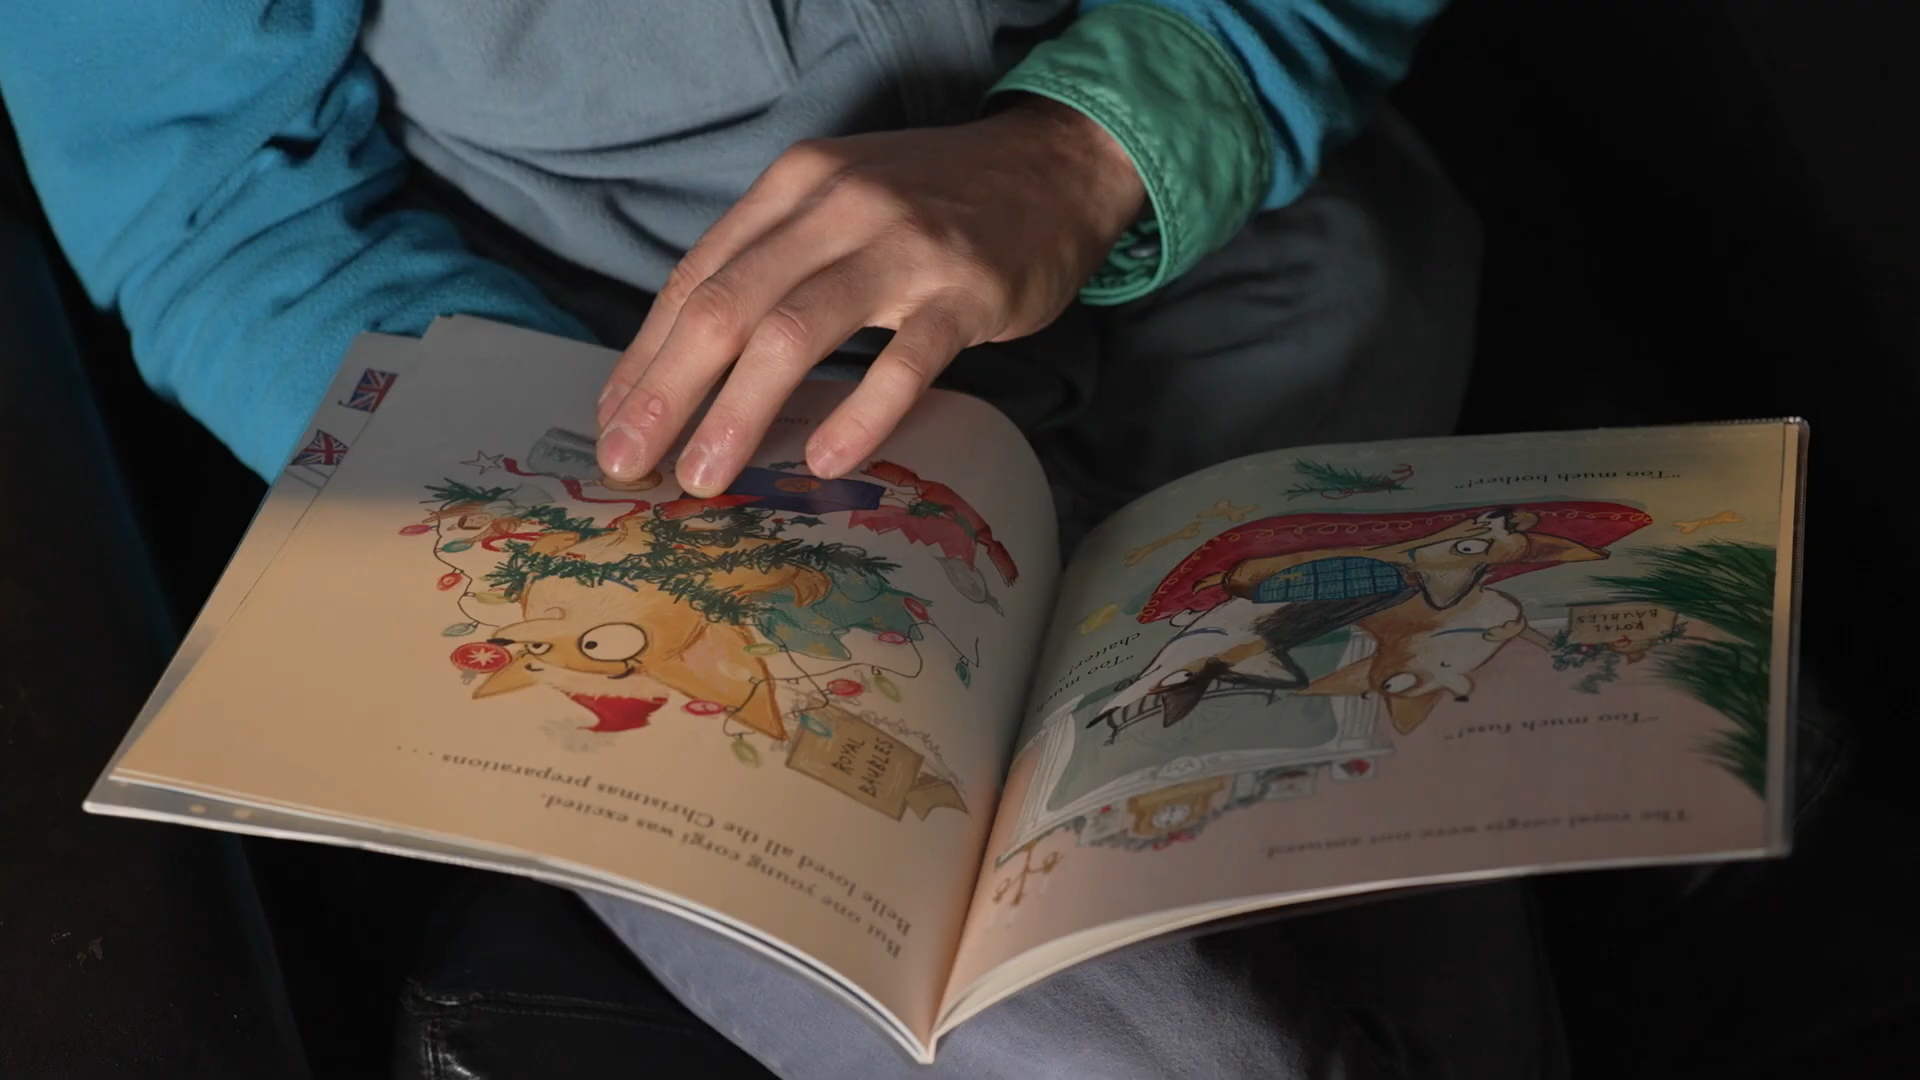 But one young corgi was excited.
Belle loved all the Christmas preparations . . . .
ROYAL
BAUBLES
too
The royal corgis were not amused.
"Too much fuss!"
"Too much
chatter!"
ROYAL
BAUBLES
"Too much bother!"